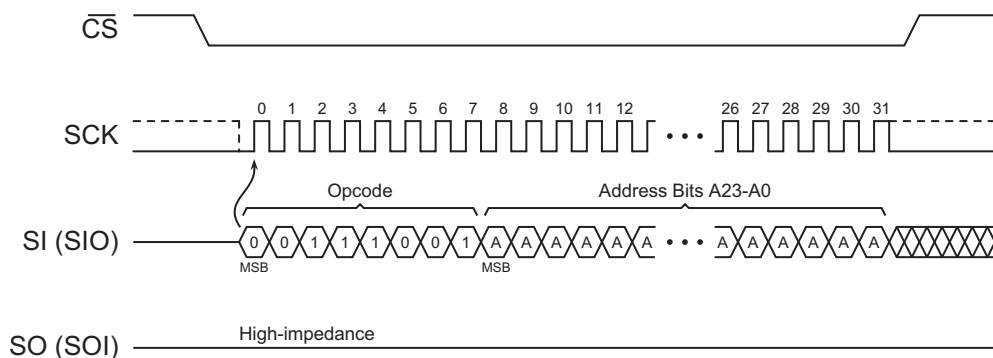 CS
0 1 2 3 4 5 6 7 8 9 10 11 12 26 27 28 29 30 31
SCK • • •
Opcode Address Bits A23-A0
SI (SIO) 0 0 1 1 1 0 0 1 A A A A A A • • • A A A A A A
MSB MSB
High-impedance
SO (SOI)